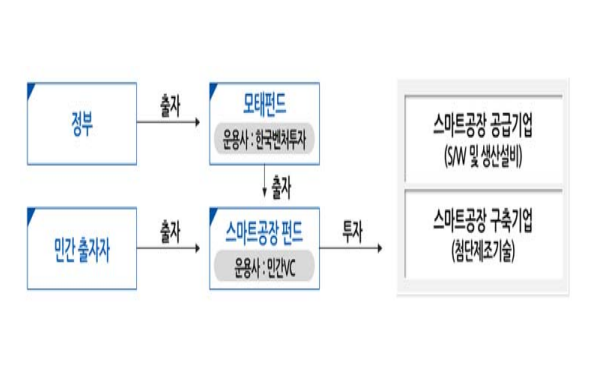 정부
출자
모태펀드
운용사 : 한국벤처투자
출자
민간 출자자
출자
스마트공장 펀드
운용사 : 민간VC
투자
스마트공장 공급기업
(S/W 및 생산설비)
스마트공장 구축기업
(첨단제조기술)